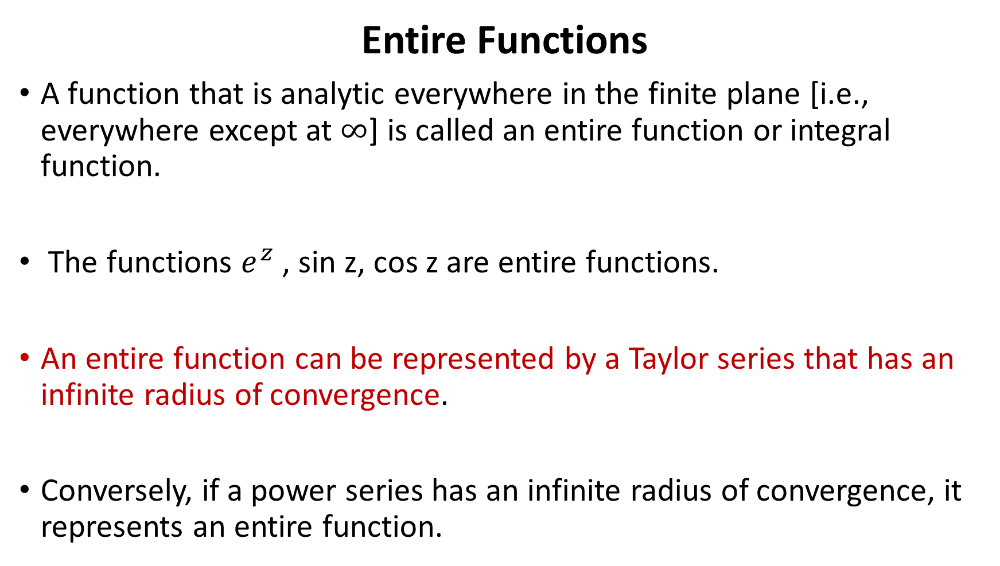 Entire Functions
• A function that is analytic everywhere in the finite plane [i.e.,
everywhere except at ∞] is called an entire function or integral
function.
• The functions 𝑒^𝑧 , sin z, cos z are entire functions.
• An entire function can be represented by a Taylor series that has an
infinite radius of convergence.
• Conversely, if a power series has an infinite radius of convergence, it
represents an entire function.